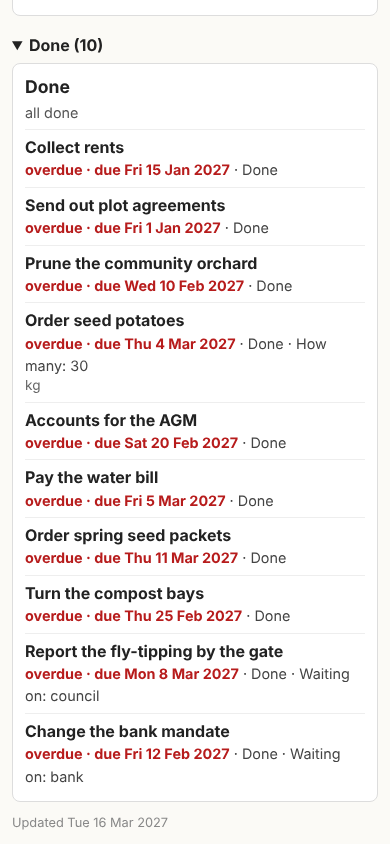 ▼ Done (10)
Done
all done
Collect rents
overdue · due Fri 15 Jan 2027 · Done
Send out plot agreements
overdue · due Fri 1 Jan 2027 · Done
Prune the community orchard
overdue · due Wed 10 Feb 2027 · Done
Order seed potatoes
overdue · due Thu 4 Mar 2027 · Done · How
many: 30
kg
Accounts for the AGM
overdue · due Sat 20 Feb 2027 · Done
Pay the water bill
overdue · due Fri 5 Mar 2027 · Done
Order spring seed packets
overdue · due Thu 11 Mar 2027 · Done
Turn the compost bays
overdue · due Thu 25 Feb 2027 · Done
Report the fly-tipping by the gate
overdue · due Mon 8 Mar 2027 · Done · Waiting
on: council
Change the bank mandate
overdue · due Fri 12 Feb 2027 · Done · Waiting
on: bank
Updated Tue 16 Mar 2027